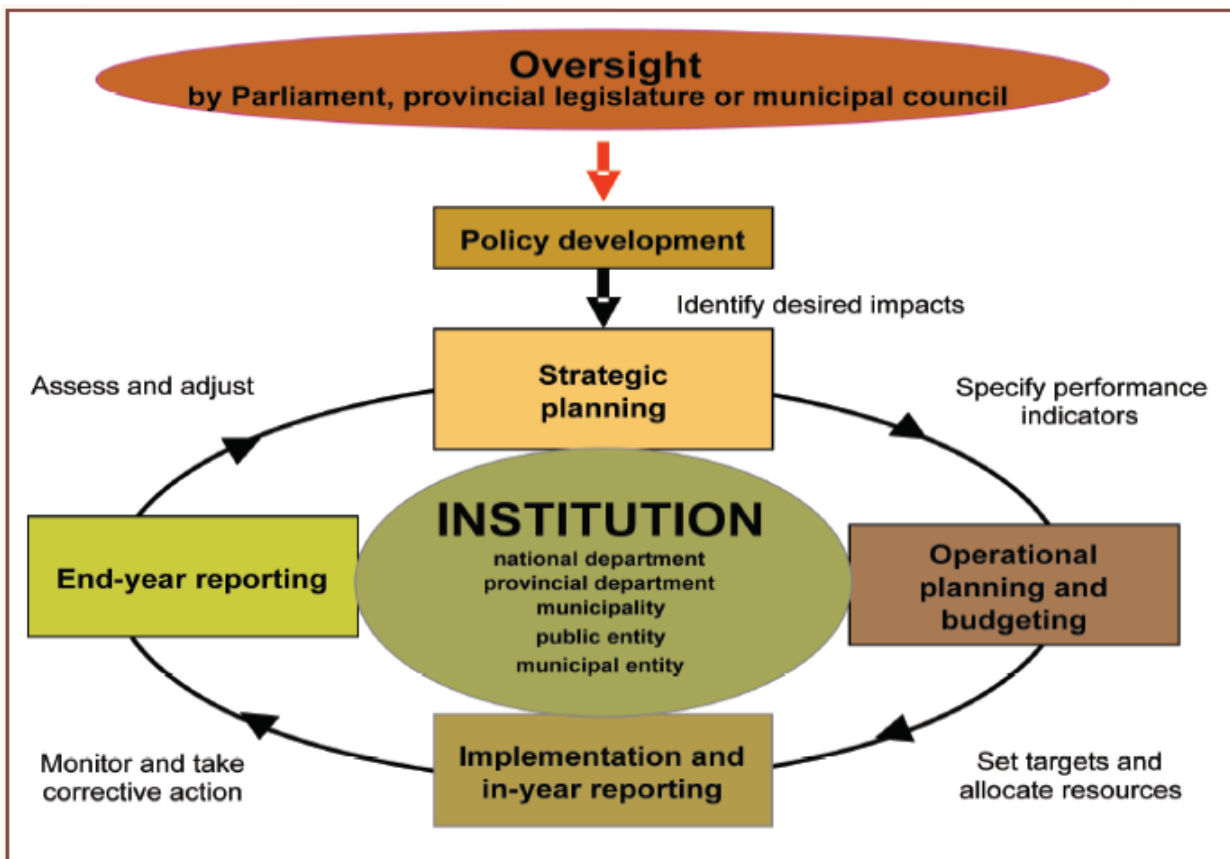 Oversight
by Parliament, provincial legislature or municipal council
Policy development
Identify desired impacts
Strategic
planning
Assess and adjust
Specify performance
indicators
INSTITUTION
national department
provincial department
municipality
public entity
municipal entity
End-year reporting
Operational
planning and
budgeting
Implementation and
in-year reporting
Monitor and take
corrective action
Set targets and
allocate resources